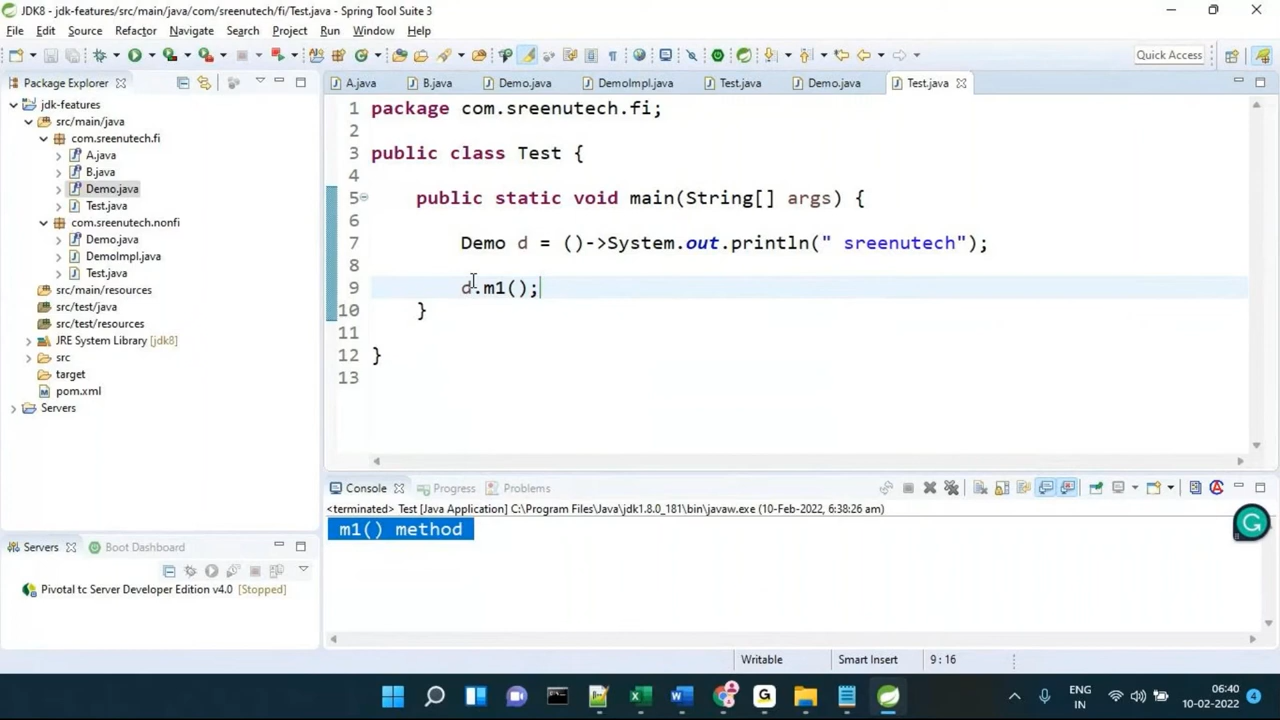 JDK8 - jdk-features/src/main/java/com/sreenutech/fi/Test.java - Spring Tool Suite 3
File Edit Source Refactor Navigate Search Project Run Window Help
Quick Access
Package Explorer
jdk-features
src/main/java
com.sreenutech.fi
A.java
B.java
Demo.java
Test.java
com.sreenutech.nonfi
Demo.java
DemoImpl.java
Test.java
src/main/resources
src/test/java
src/test/resources
JRE System Library [jdk8]
src
target
pom.xml
Servers
A.java B.java Demo.java DemoImpl.java Test.java Demo.java Test.java
1 package com.sreenutech.fi;
2
3 public class Test {
4
5 public static void main(String[] args) {
6
7 Demo d = ()->System.out.println(" sreenutech");
8
9 d.m1();
10 }
11
12 }
13
Servers Boot Dashboard
Pivotal tc Server Developer Edition v4.0 [Stopped]
Console Progress Problems
<terminated> Test [Java Application] C:\Program Files\Java\jdk1.8.0_181\bin\javaw.exe (10-Feb-2022, 6:38:26 am)
m1() method
Writable Smart Insert 9 : 16
ENG
IN
06:40
10-02-2022
4